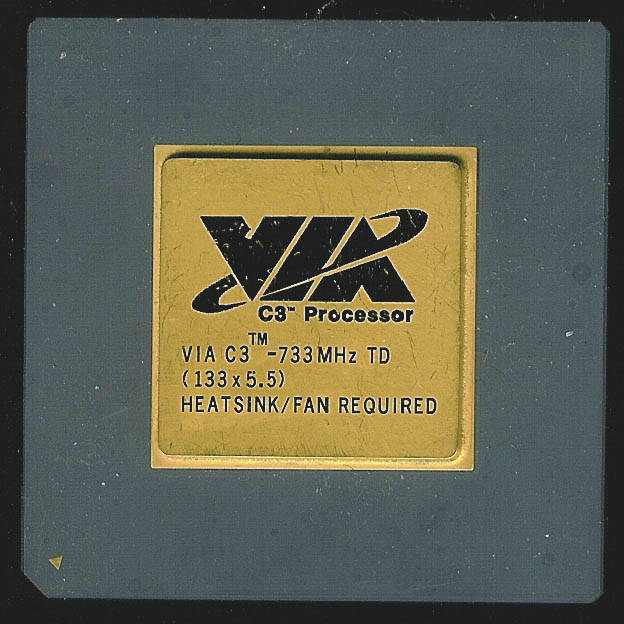 VIA
C3™ Processor
VIA C3™-733MHz TD
(133x5.5)
HEATSINK/FAN REQUIRED